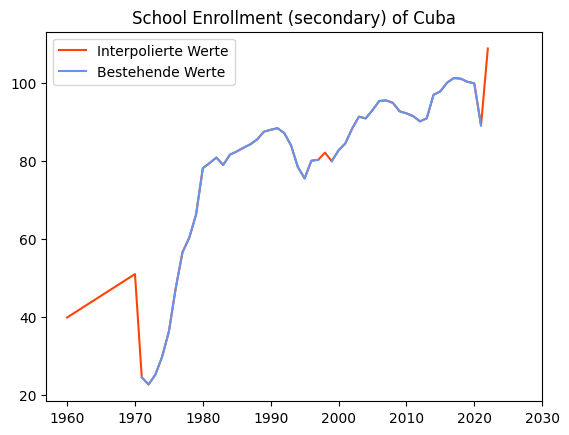 School Enrollment (secondary) of Cuba
Interpolierte Werte
Bestehende Werte
100
80
60
40
20
1960 1970 1980 1990 2000 2010 2020 2030